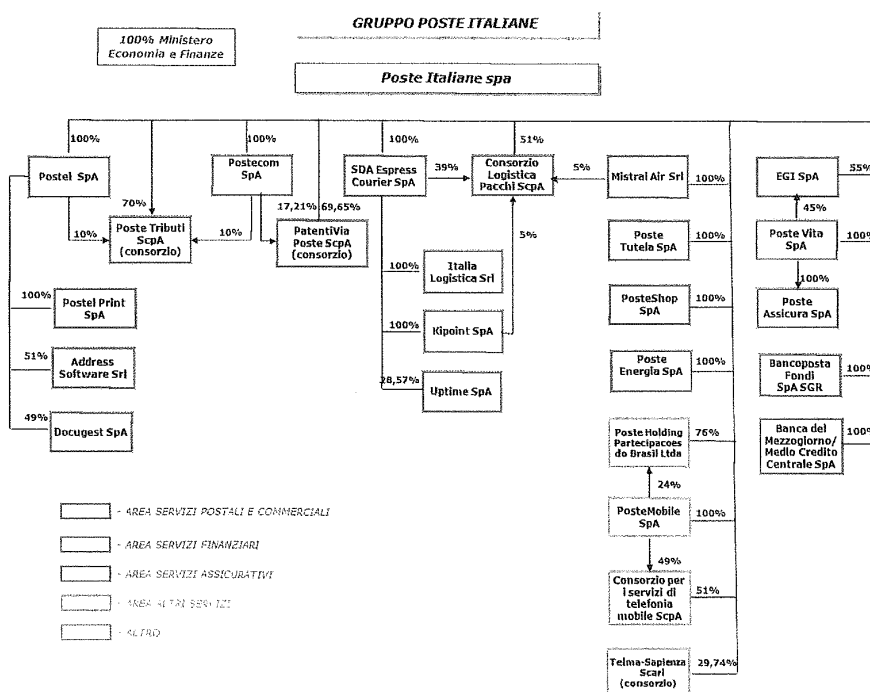 GRUPPO POSTE ITALIANE
100% Ministero
Economia e Finanze
Poste Italiane spa
100%
100%
100%
51%
Postel SpA
Postecom
SpA
SDA Express
Courier SpA
39%
Consorzio
Logistica
Pacchi ScpA
5%
Mistral Air Srl
100%
EGI SpA
55%
70%
17,21%
69,65%
45%
10%
Poste Tributi
ScpA
(consorzio)
10%
PatentiVia
Poste ScpA
(consorzio)
5%
Poste
Tutela SpA
100%
Poste Vita
SpA
100%
100%
Italia
Logistica Srl
100%
100%
Postel Print
SpA
PosteShop
SpA
100%
Poste
Assicura SpA
100%
Kipoint SpA
51%
Address
Software Srl
Poste
Energia SpA
100%
Bancoposta
Fondi
SpA SGR
100%
28,57%
Uptime SpA
49%
Docugest SpA
Poste Holding
Partecipacoes
do Brasil Ltda
76%
Banca del
Mezzogiorno/
Medio Credito
Centrale SpA
100%
24%
PosteMobile
SpA
100%
49%
Consorzio per
i servizi di
telefonia
mobile ScpA
51%
Telma-Sapienza
Scarl
(consorzio)
29,74%
- AREA SERVIZI POSTALI E COMMERCIALI
- AREA SERVIZI FINANZIARI
- AREA SERVIZI ASSICURATIVI
- AREA ALTRI SERVIZI
- ALTRO